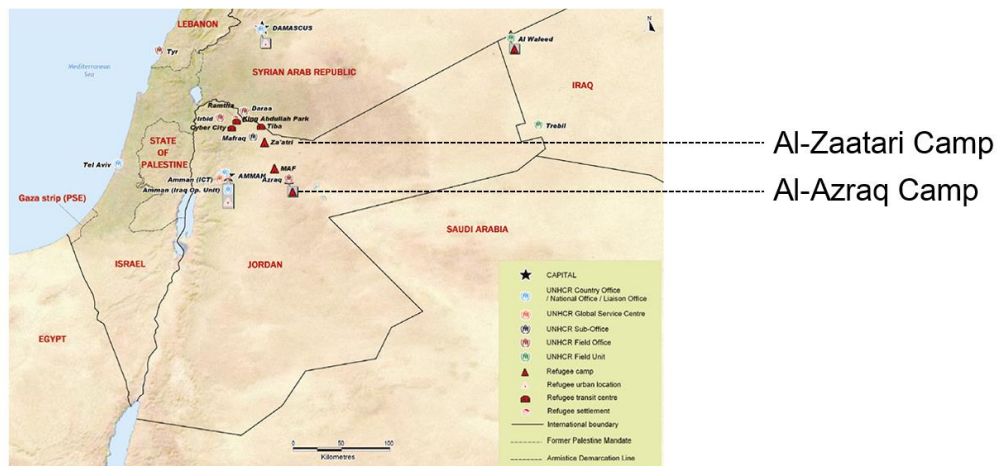 LEBANON
DAMASCUS
Al Waleed
Tyr
Mediterranean
Sea
SYRIAN ARAB REPUBLIC
IRAQ
Ramtha
Daraa
Irbid
King Abdullah Park
Cyber City
Tiba
Trebil
Mafraq
Za'atri
STATE
OF
PALESTINE
Tel Aviv
MAF
Amman (ICT)
AMMAN
Azraq
Amman (Iraq Op. Unit)
Gaza strip (PSE)
SAUDI ARABIA
ISRAEL
JORDAN
EGYPT
N
Al-Zaatari Camp
Al-Azraq Camp
CAPITAL
UNHCR Country Office
/ National Office / Liaison Office
UNHCR Global Service Centre
UNHCR Sub-Office
UNHCR Field Office
UNHCR Field Unit
Refugee camp
Refugee urban location
Refugee transit centre
Refugee settlement
International boundary
Former Palestine Mandate
Armistice Demarcation Line
0 50 100
Kilometres